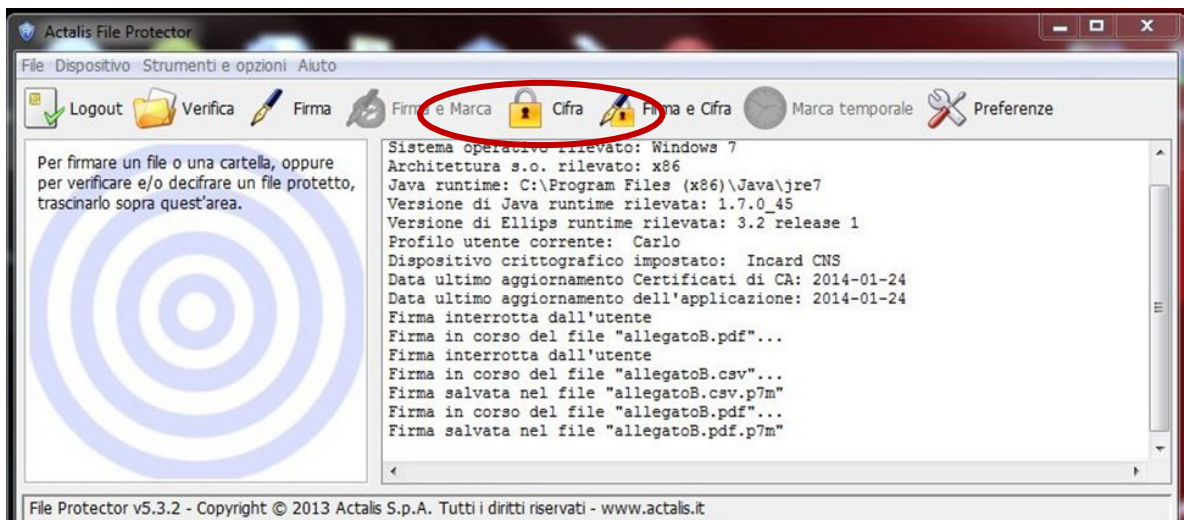 Actalis File Protector
File Dispositivo Strumenti e opzioni Aiuto
Logout Verifica Firma Firma e Marca Cifra Firma e Cifra Marca temporale Preferenze
Per firmare un file o una cartella, oppure
per verificare e/o decifrare un file protetto,
trascinarlo sopra quest'area.
Sistema operativo rilevato: Windows 7
Architettura s.o. rilevato: x86
Java runtime: C:\Program Files (x86)\Java\jre7
Versione di Java runtime rilevata: 1.7.0_45
Versione di Ellips runtime rilevata: 3.2 release 1
Profilo utente corrente: Carlo
Dispositivo crittografico impostato: Incard CNS
Data ultimo aggiornamento Certificati di CA: 2014-01-24
Data ultimo aggiornamento dell'applicazione: 2014-01-24
Firma interrotta dall'utente
Firma in corso del file "allegatoB.pdf"...
Firma interrotta dall'utente
Firma in corso del file "allegatoB.csv"...
Firma salvata nel file "allegatoB.csv.p7m"
Firma in corso del file "allegatoB.pdf"...
Firma salvata nel file "allegatoB.pdf.p7m"
File Protector v5.3.2 - Copyright © 2013 Actalis S.p.A. Tutti i diritti riservati - www.actalis.it